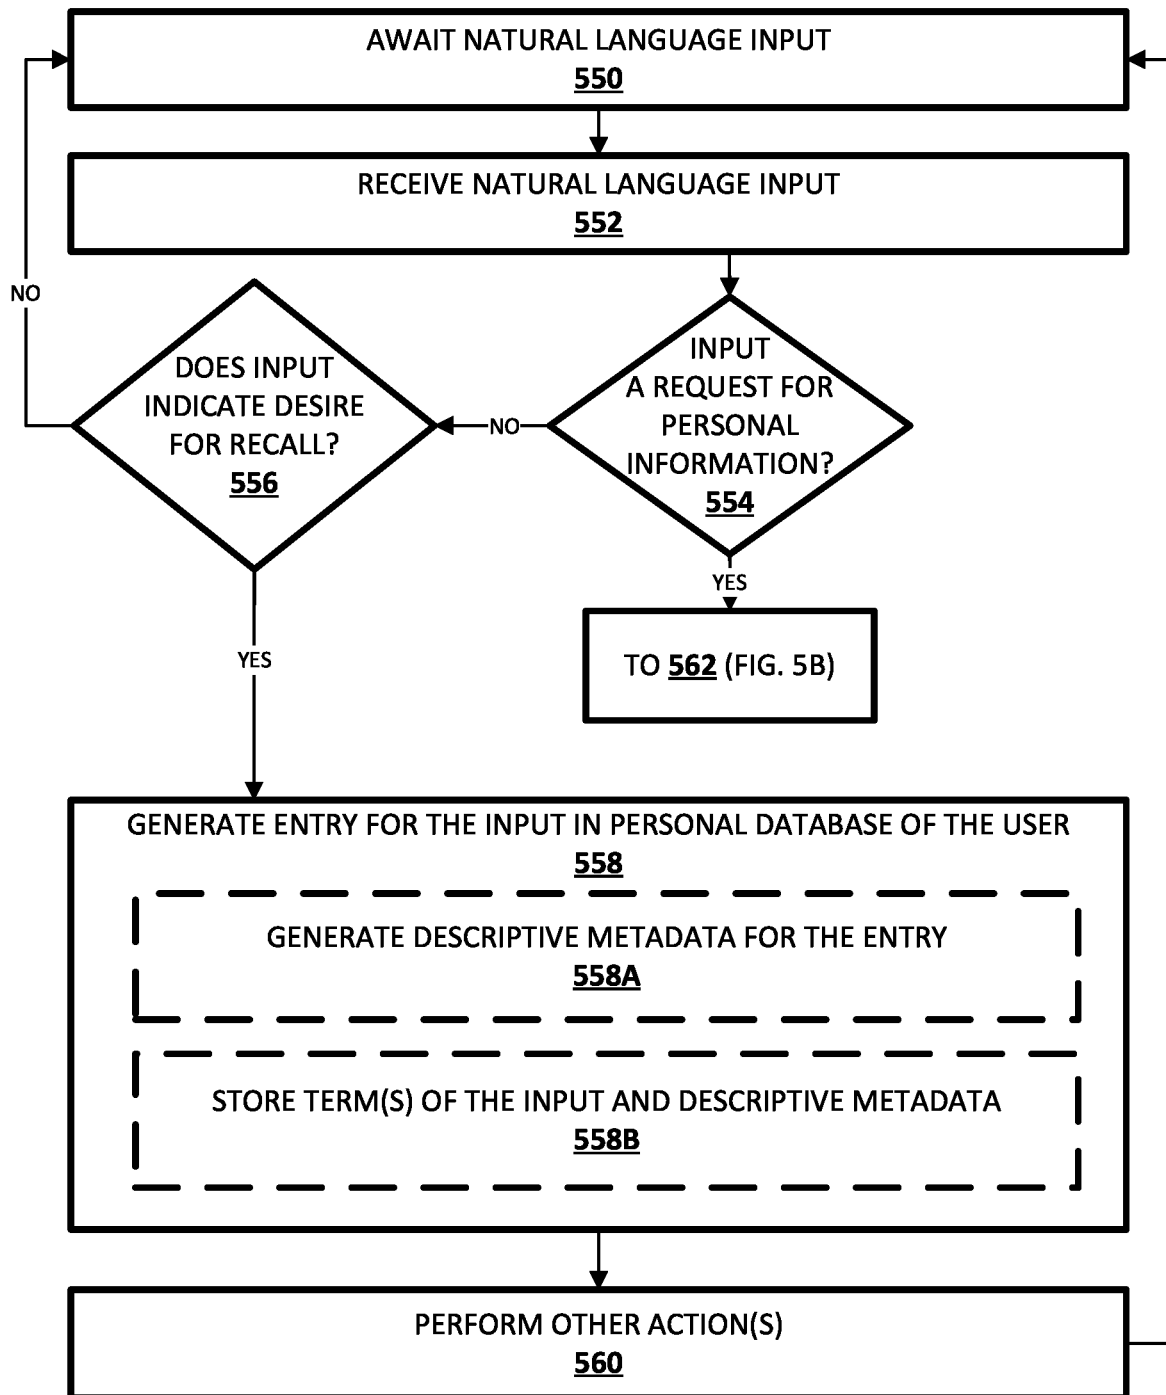 AWAIT NATURAL LANGUAGE INPUT
550
RECEIVE NATURAL LANGUAGE INPUT
552
NO
DOES INPUT
INDICATE DESIRE
FOR RECALL?
556
NO
INPUT
A REQUEST FOR
PERSONAL
INFORMATION?
554
YES
YES
TO 562 (FIG. 5B)
GENERATE ENTRY FOR THE INPUT IN PERSONAL DATABASE OF THE USER
558
GENERATE DESCRIPTIVE METADATA FOR THE ENTRY
558A
STORE TERM(S) OF THE INPUT AND DESCRIPTIVE METADATA
558B
PERFORM OTHER ACTION(S)
560